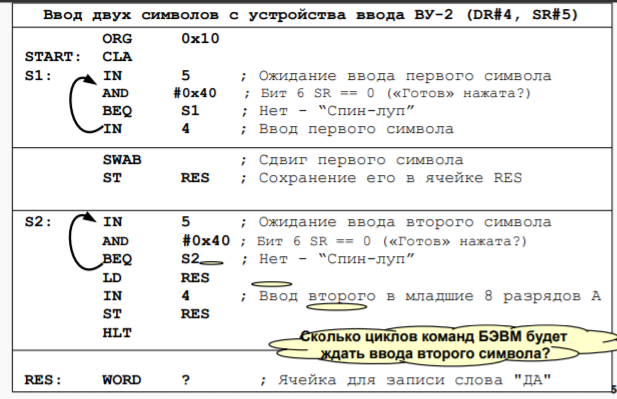 Ввод двух символов с устройства ввода ВУ-2 (DR#4, SR#5)
ORG 0x10
START: CLA
S1: IN 5 ; Ожидание ввода первого символа
AND #0x40 ; Бит 6 SR == 0 («Готов» нажата?)
BEQ S1 ; Нет - “Спин-луп”
IN 4 ; Ввод первого символа
SWAB ; Сдвиг первого символа
ST RES ; Сохранение его в ячейке RES
S2: IN 5 ; Ожидание ввода второго символа
AND #0x40 ; Бит 6 SR == 0 («Готов» нажата?)
BEQ S2 ; Нет - “Спин-луп”
LD RES
IN 4 ; Ввод второго в младшие 8 разрядов А
ST RES
HLT
Сколько циклов команд БЭВМ будет
ждать ввода второго символа?
RES: WORD ? ; Ячейка для записи слова "ДА"
5